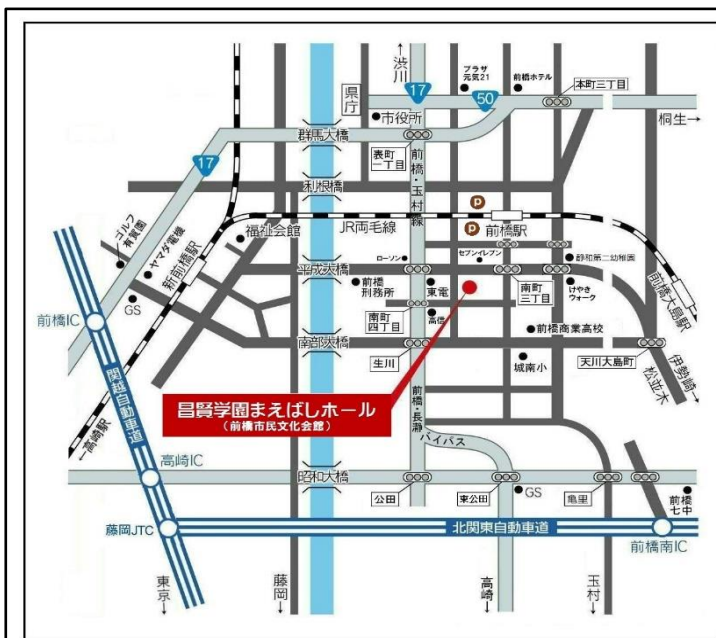 ↑渋川
プラザ
元気21
前橋ホテル
本町三丁目
17
50
県庁
桐生→
市役所
群馬大橋
表町
一丁目
17
前橋・玉村線
利根橋
P
P
ゴルフ
有賀園
ヤマダ電機
新前橋駅
福祉会館
JR両毛線
前橋駅
ローソン
セブンイレブン
平成大橋
前橋
刑務所
東電
南町
三丁目
けやき
ウォーク
前橋大島駅
GS
前橋IC
南町
四丁目
高信
前橋商業高校
南部大橋
生川
城南小
天川大島町
伊勢崎→
松並木
関越自動車道
昌賢学園まえばしホール
(前橋市民文化会館)
前橋・長瀞
バイパス
←高崎駅
高崎IC
昭和大橋
公田
東公田
GS
亀里
前橋
七中
藤岡JTC
北関東自動車道
前橋南IC
東京→
藤岡→
高崎→
玉村→